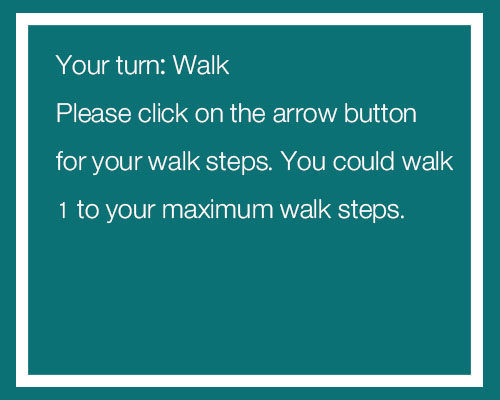 Your turn: Walk
Please click on the arrow button
for your walk steps. You could walk
1 to your maximum walk steps.